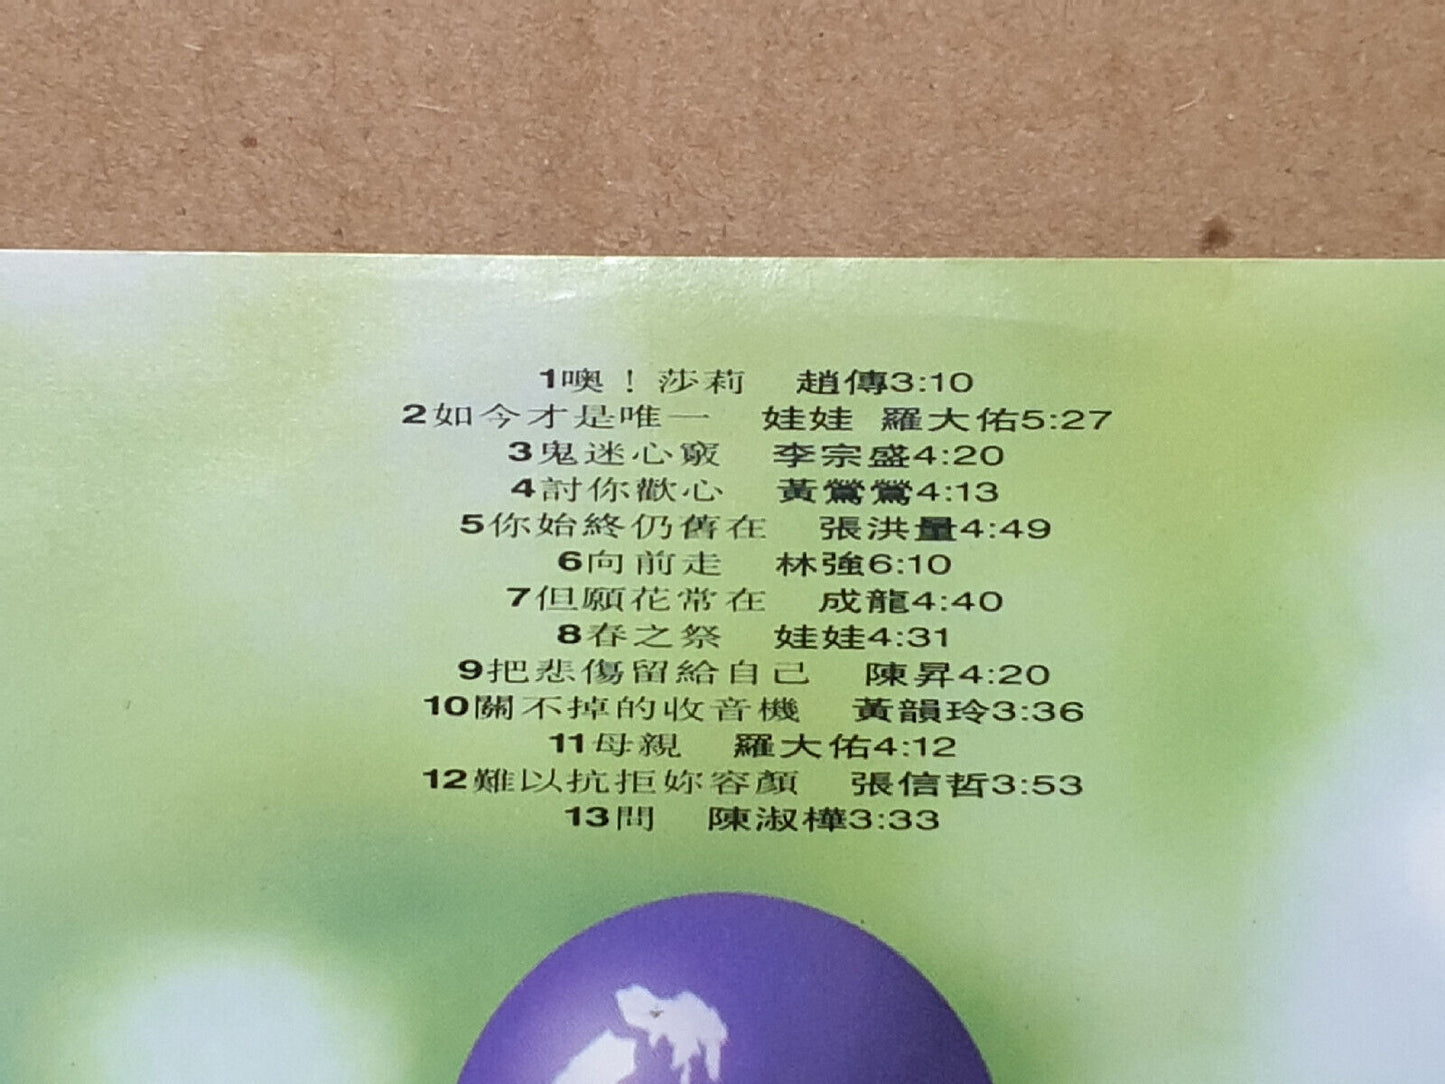 1噢！莎莉 趙傳3:10
2如今才是唯一 娃娃 羅大佑5:27
3鬼迷心竅 李宗盛4:20
4討你歡心 黃鶯鶯4:13
5你始終仍舊在 張洪量4:49
6向前走 林強6:10
7但願花常在 成龍4:40
8春之祭 娃娃4:31
9把悲傷留給自己 陳昇4:20
10關不掉的收音機 黃韻玲3:36
11母親 羅大佑4:12
12難以抗拒妳容顏 張信哲3:53
13問 陳淑樺3:33